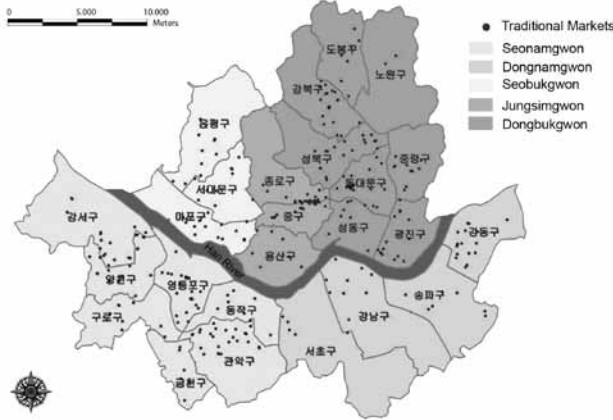 0 5,000 10,000
Meters
Traditional Markets
Seonamgwon
Dongnamgwon
Seobukgwon
Jungsimgwon
Dongbukgwon
도봉구
노원구
강북구
은평구
성북구
중랑구
종로구
동대문구
서대문구
강서구
마포구
중구
성동구
광진구
강동구
Han River
용산구
양천구
영등포구
송파구
동작구
강남구
구로구
관악구
서초구
금천구